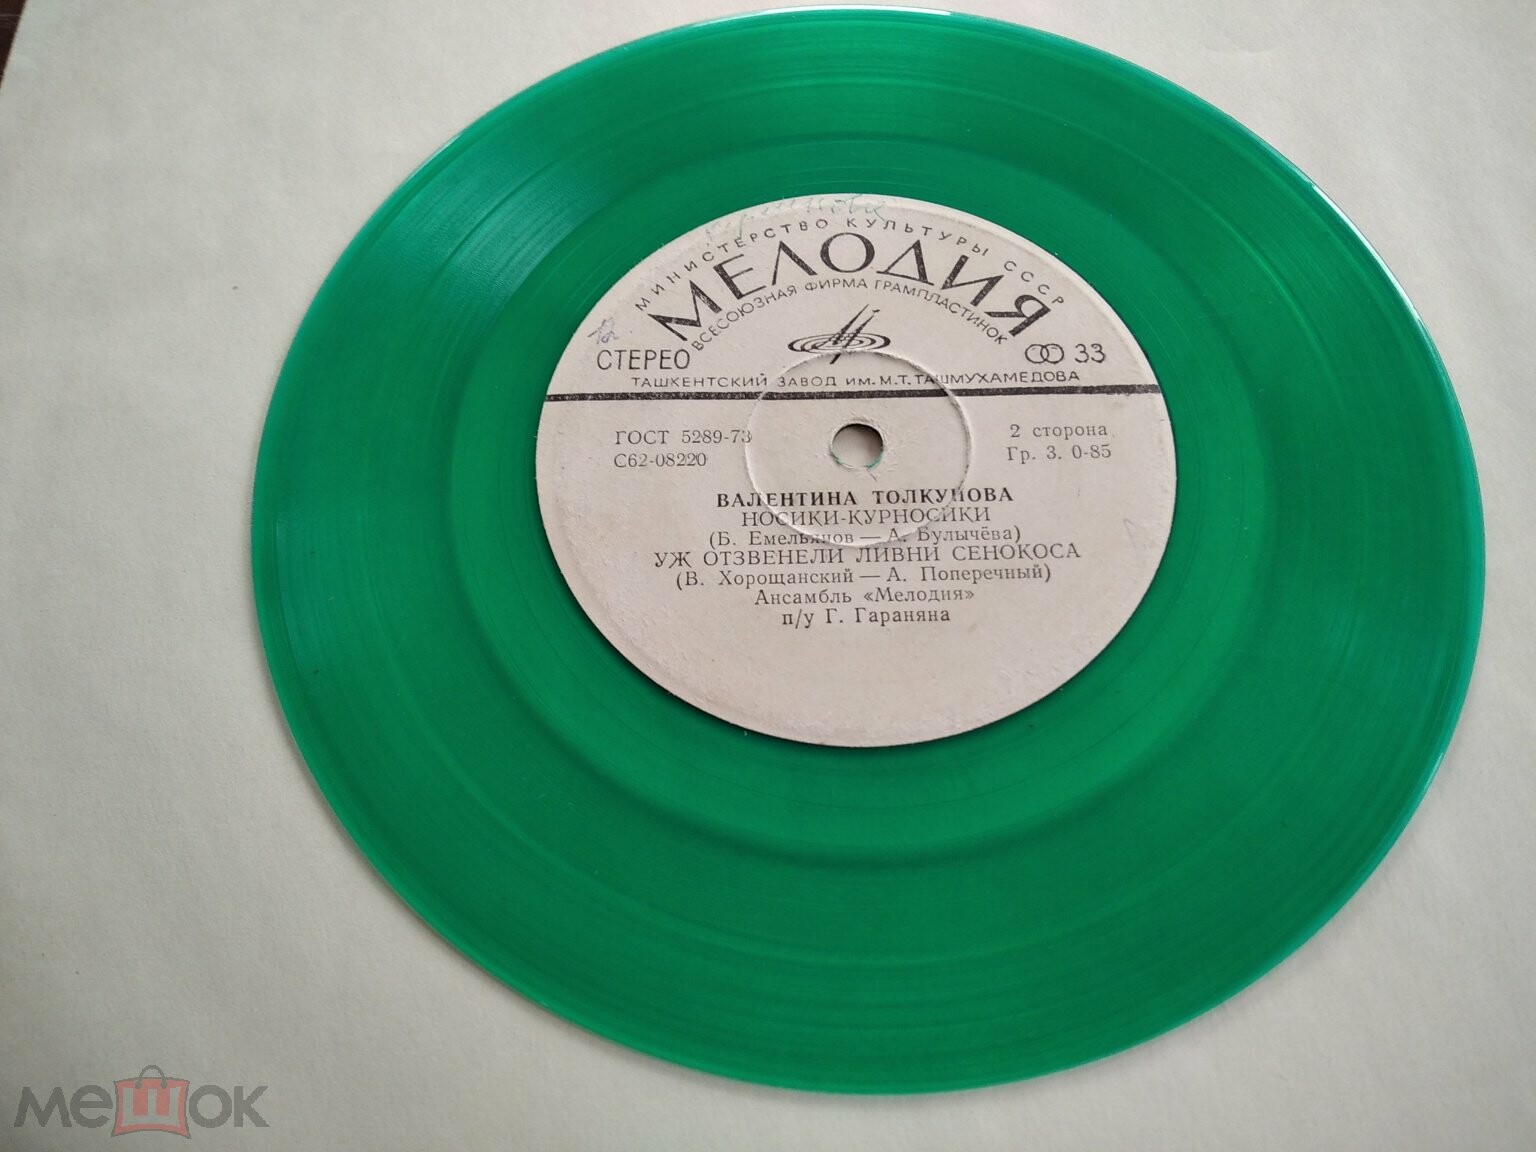 МИНИСТЕРСТВО КУЛЬТУРЫ СССР
МЕЛОДИЯ
ВСЕСОЮЗНАЯ ФИРМА ГРАМПЛАСТИНОК
СТЕРЕО
33
ТАШКЕНТСКИЙ ЗАВОД ИМ. М.Т. ТАШМУХАМЕДОВА
ГОСТ 5289-73
2 сторона
С62-08220
Гр. 3. 0-85
ВАЛЕНТИНА ТОЛКУНОВА
НОСИКИ-КУРНОСИКИ
(Б. Емельянов — А. Булычёва)
УЖ ОТЗВЕНЕЛИ ЛИВНИ СЕНОКОСА
(В. Хорощанский — А. Поперечный)
Ансамбль «Мелодия»
п/у Г. Гараняна
мешок